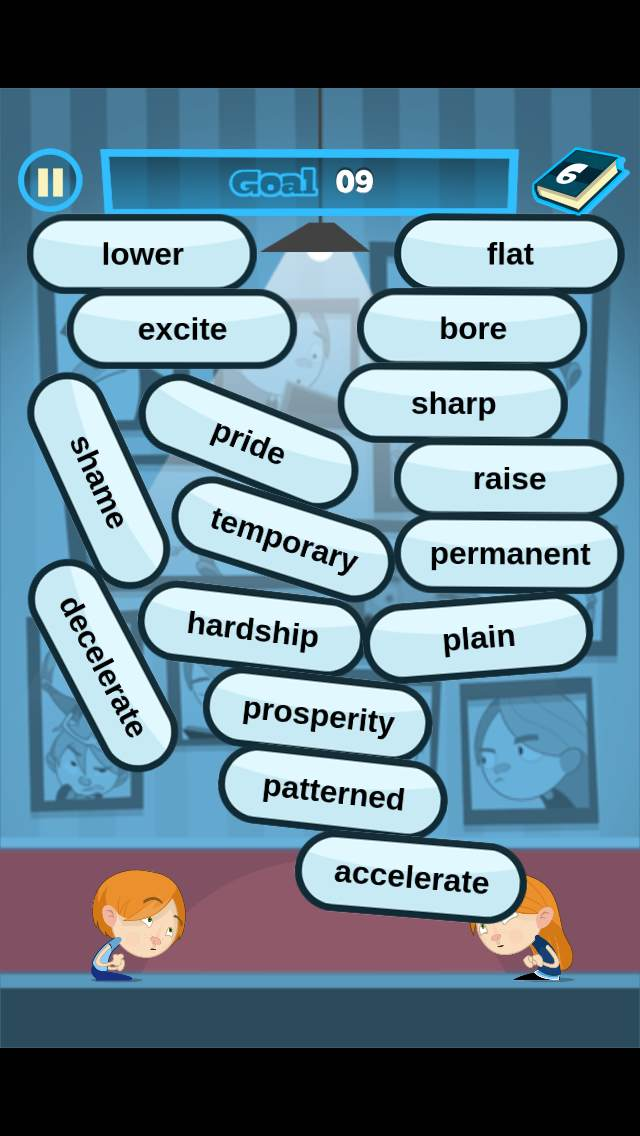 Goal 09
6
lower
flat
excite
bore
sharp
pride
shame
raise
temporary
permanent
hardship
plain
decelerate
prosperity
patterned
accelerate